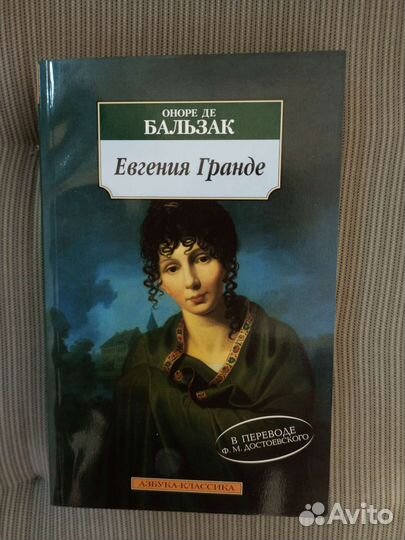 ОНОРЕ ДЕ
БАЛЬЗАК
Евгения Гранде
В ПЕРЕВОДЕ
Ф. М. ДОСТОЕВСКОГО
АЗБУКА-КЛАССИКА
Avito